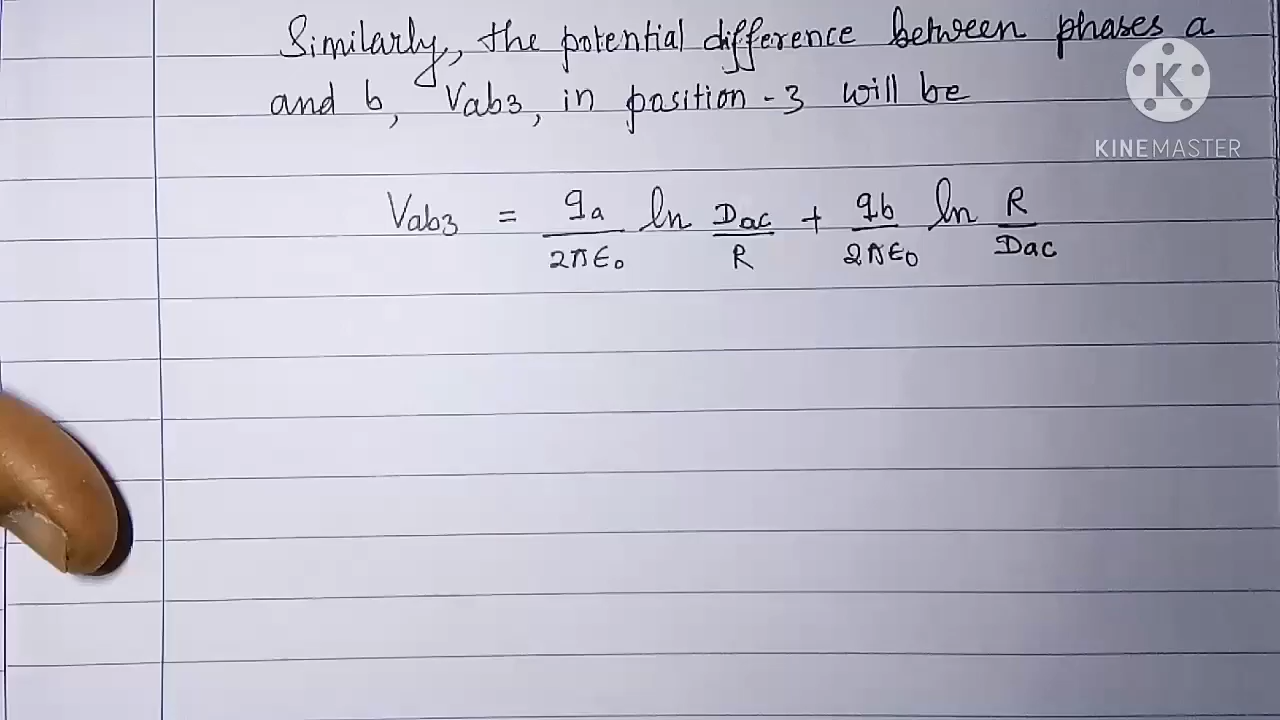 Similarly, the potential difference between phases a
and b, Vab3, in position - 3 will be
KINEMASTER
Vab3 = qa/2πε₀ ln Dac/R + qb/2πε₀ ln R/Dac